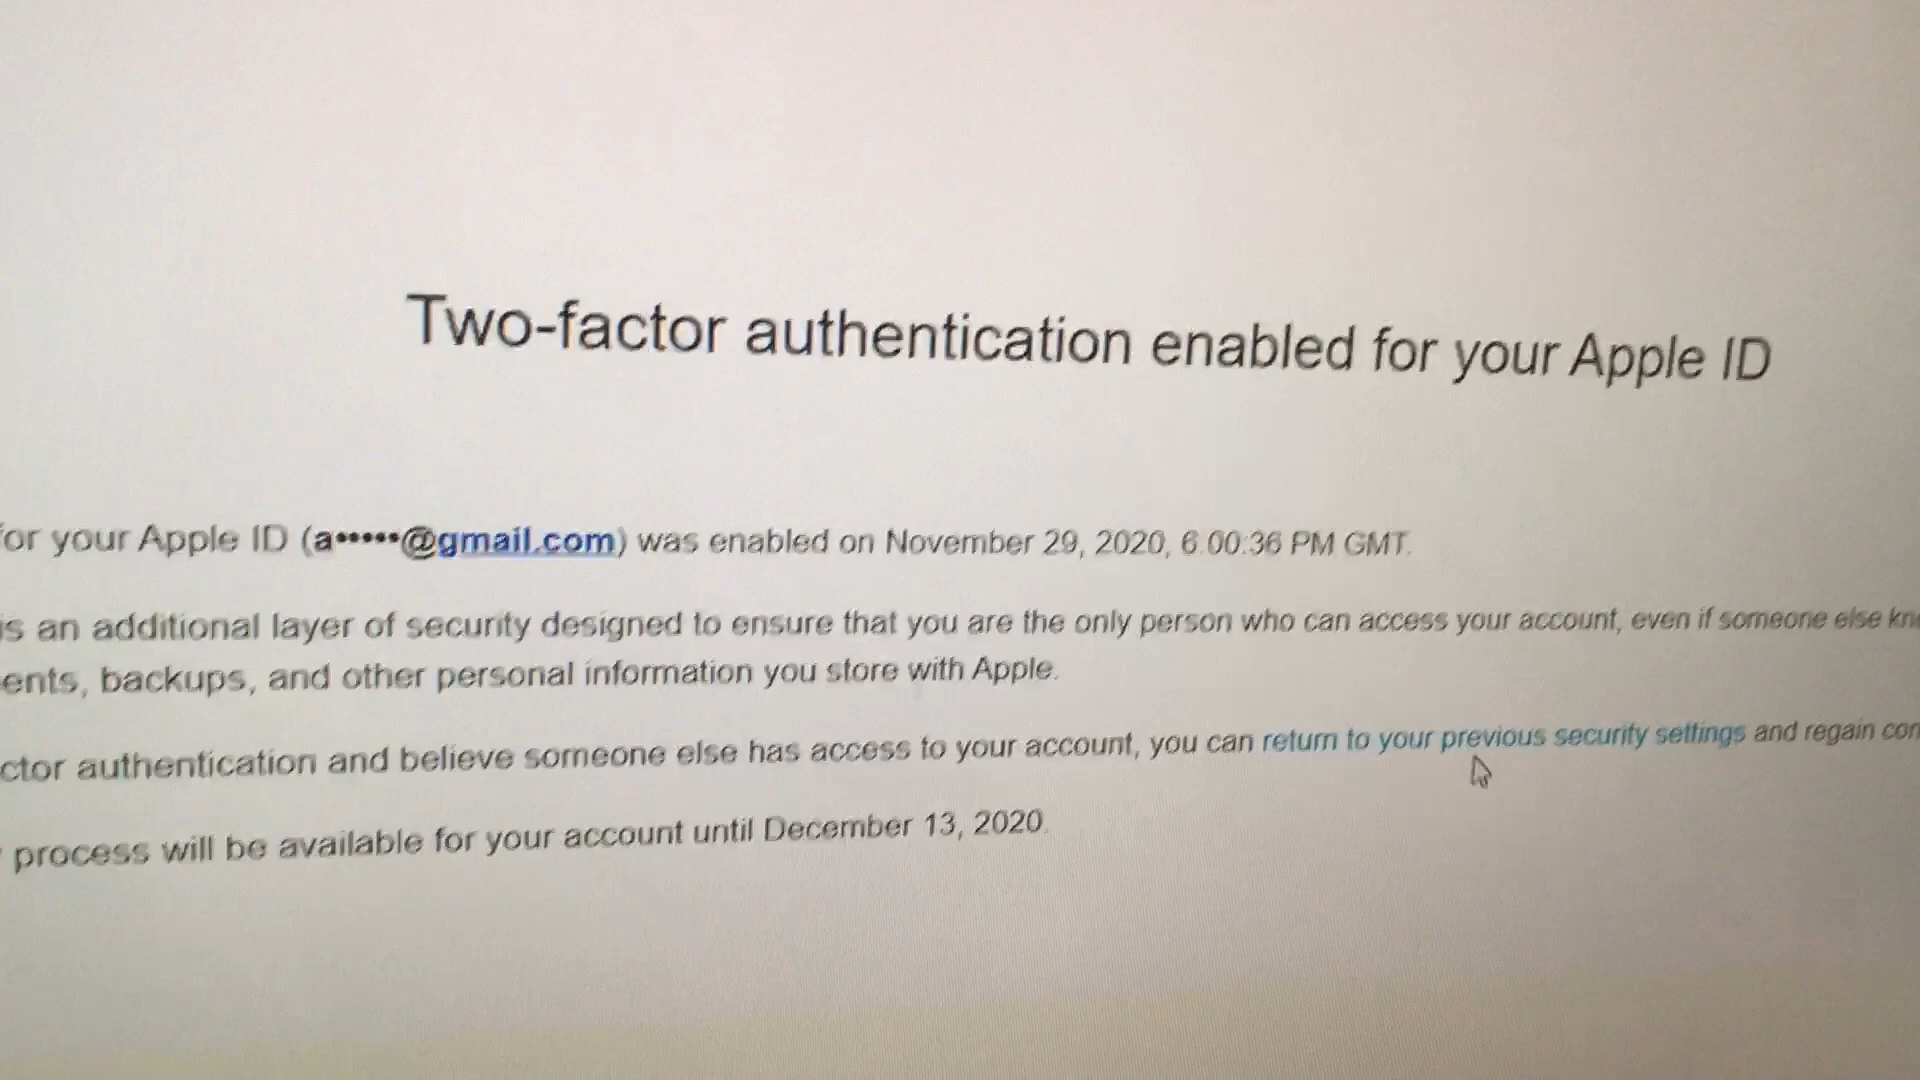 Two-factor authentication enabled for your Apple ID
for your Apple ID (a•••••@gmail.com) was enabled on November 29, 2020, 6:00:36 PM GMT.
is an additional layer of security designed to ensure that you are the only person who can access your account, even if someone else
ents, backups, and other personal information you store with Apple.
ctor authentication and believe someone else has access to your account, you can return to your previous security settings and regain
process will be available for your account until December 13, 2020.